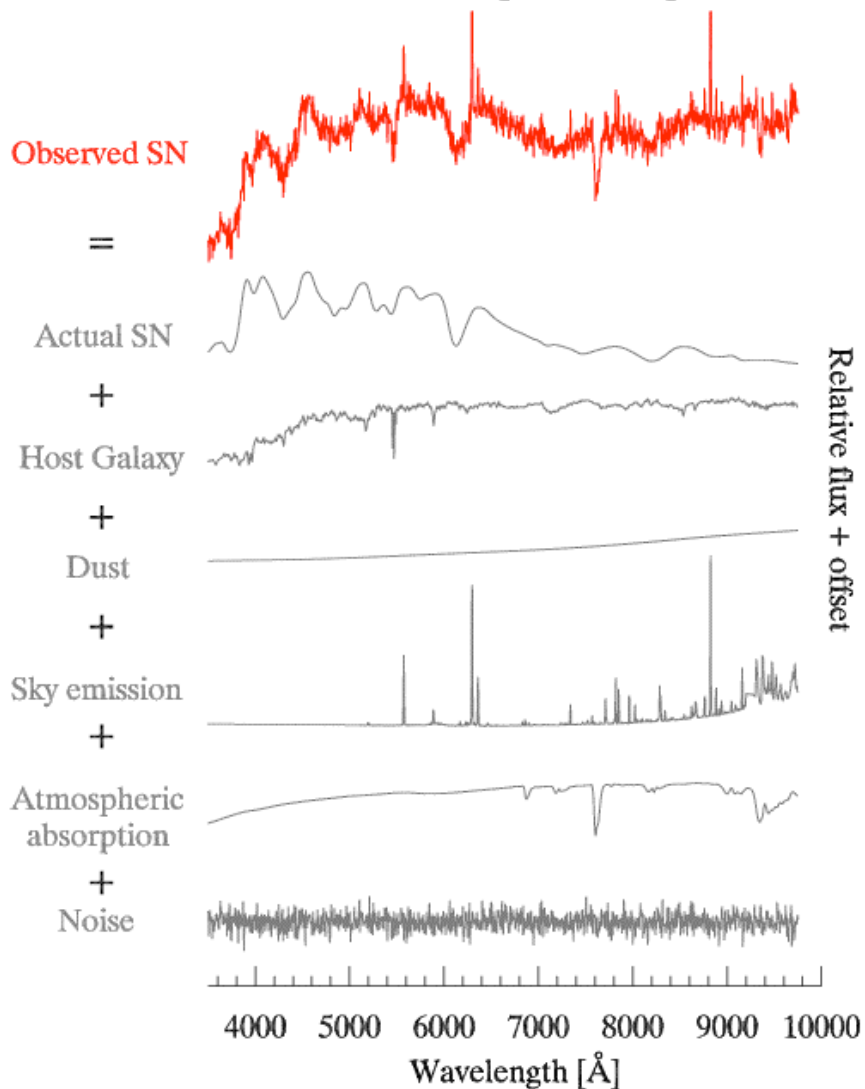 Observed SN
=
Actual SN
+
Host Galaxy
+
Dust
+
Sky emission
+
Atmospheric
absorption
+
Noise
Relative flux + offset
4000 5000 6000 7000 8000 9000 10000
Wavelength [Å]